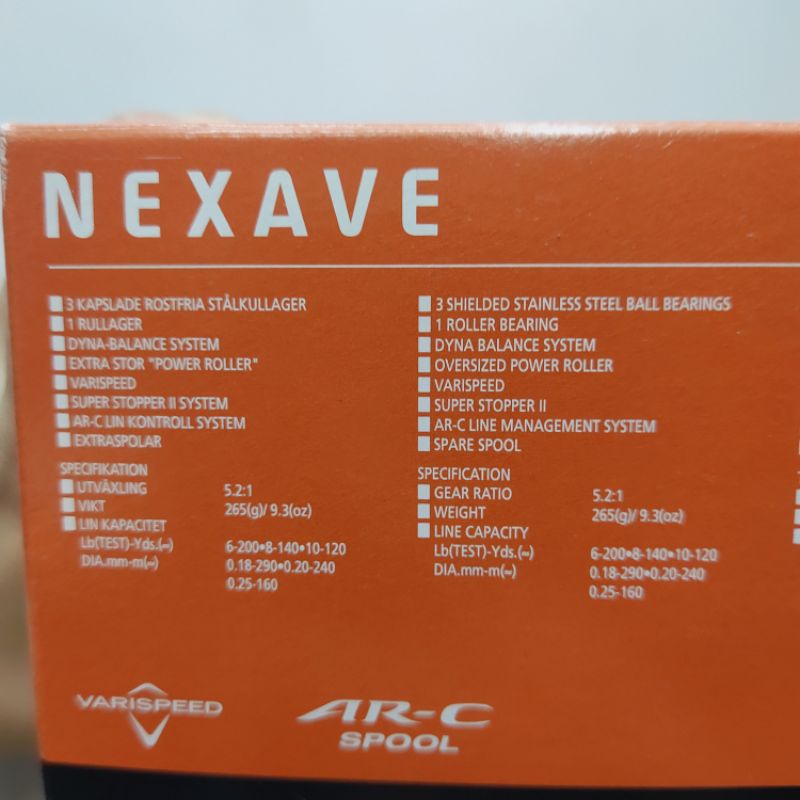 NEXAVE
3 KAPSLADE ROSTFRIA STÅLKULLAGER
1 RULLAGER
DYNA-BALANCE SYSTEM
EXTRA STOR "POWER ROLLER"
VARISPEED
SUPER STOPPER II SYSTEM
AR-C LIN KONTROLL SYSTEM
EXTRASPOLAR
SPECIFIKATION
UTVÄXLING 5.2:1
VIKT 265(g)/ 9.3(oz)
LIN KAPACITET
Lb(TEST)-Yds.(~) 6-200•8-140•10-120
DIA.mm-m(~) 0.18-290•0.20-240
0.25-160
3 SHIELDED STAINLESS STEEL BALL BEARINGS
1 ROLLER BEARING
DYNA BALANCE SYSTEM
OVERSIZED POWER ROLLER
VARISPEED
SUPER STOPPER II
AR-C LINE MANAGEMENT SYSTEM
SPARE SPOOL
SPECIFICATION
GEAR RATIO 5.2:1
WEIGHT 265(g)/ 9.3(oz)
LINE CAPACITY
Lb(TEST)-Yds.(~) 6-200•8-140•10-120
DIA.mm-m(~) 0.18-290•0.20-240
0.25-160
VARISPEED
AR-C
SPOOL